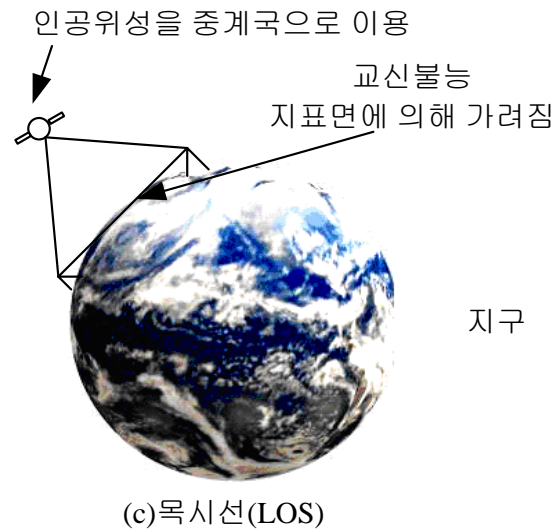 인공위성을 중계국으로 이용
교신불능
지표면에 의해 가려짐
지구
(c)목시선(LOS)